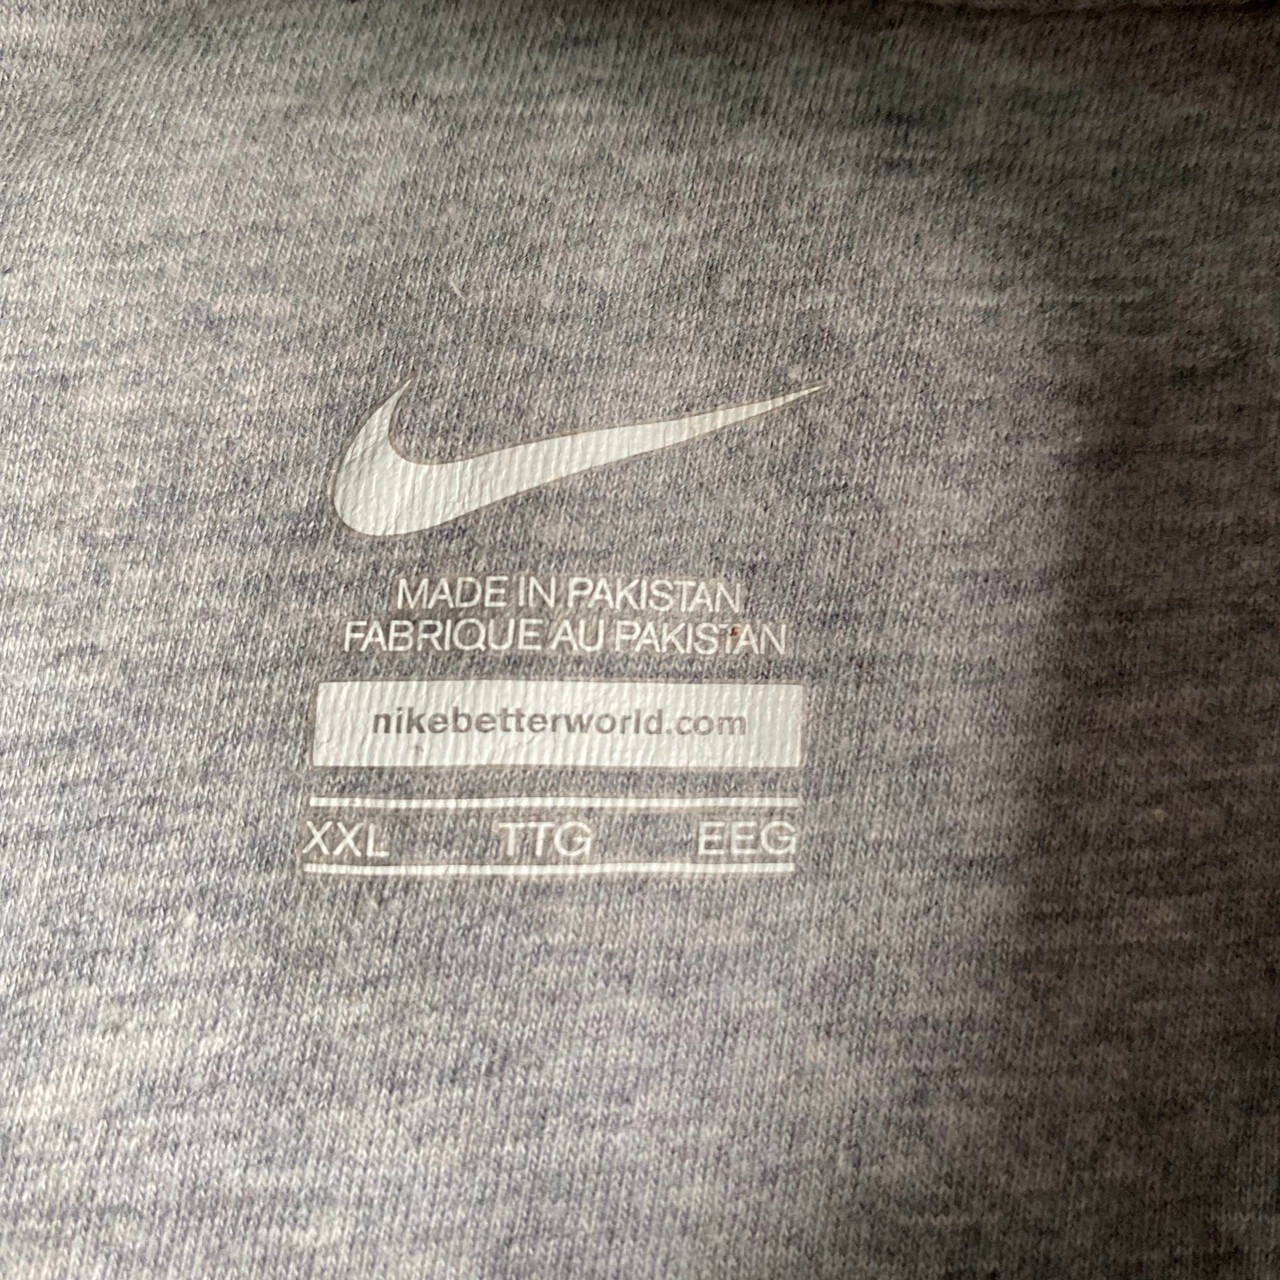 MADE IN PAKISTAN
FABRIQUE AU PAKISTAN
nikebetterworld.com
XXL TTG EEG